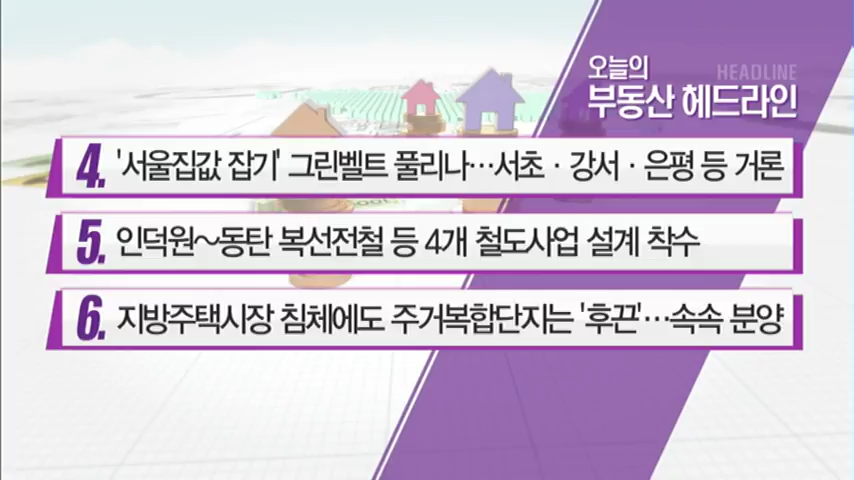 오늘의 HEADLINE
부동산 헤드라인
4. '서울집값 잡기' 그린벨트 풀리나…서초·강서·은평 등 거론
5. 인덕원~동탄 복선전철 등 4개 철도사업 설계 착수
6. 지방주택시장 침체에도 주거복합단지는 '후끈'…속속 분양